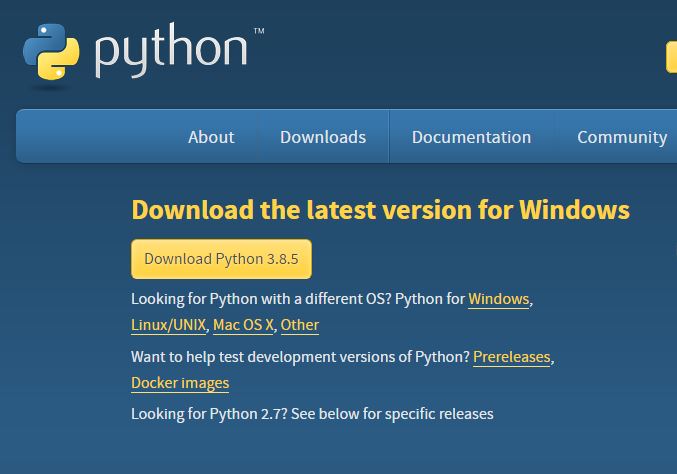 python™
About Downloads Documentation Community
Download the latest version for Windows
Download Python 3.8.5
Looking for Python with a different OS? Python for Windows,
Linux/UNIX, Mac OS X, Other
Want to help test development versions of Python? Prereleases,
Docker images
Looking for Python 2.7? See below for specific releases